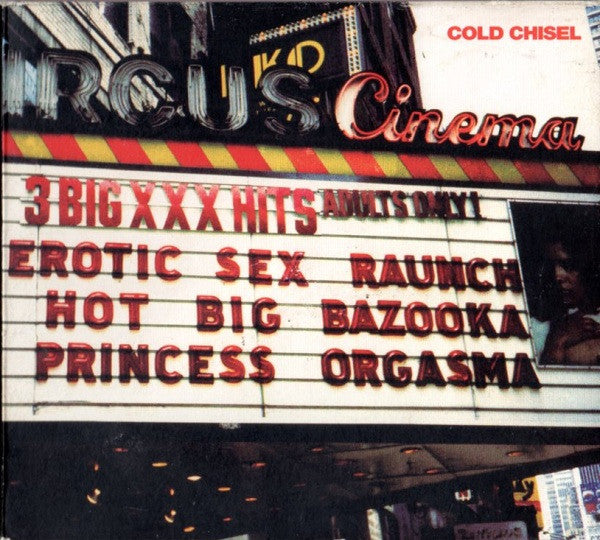 COLD CHISEL
RCUS Cinema
3 BIG XXX HITS ADULTS ONLY!
EROTIC SEX RAUNCH
HOT BIG BAZOOKA
PRINCESS ORGASMA